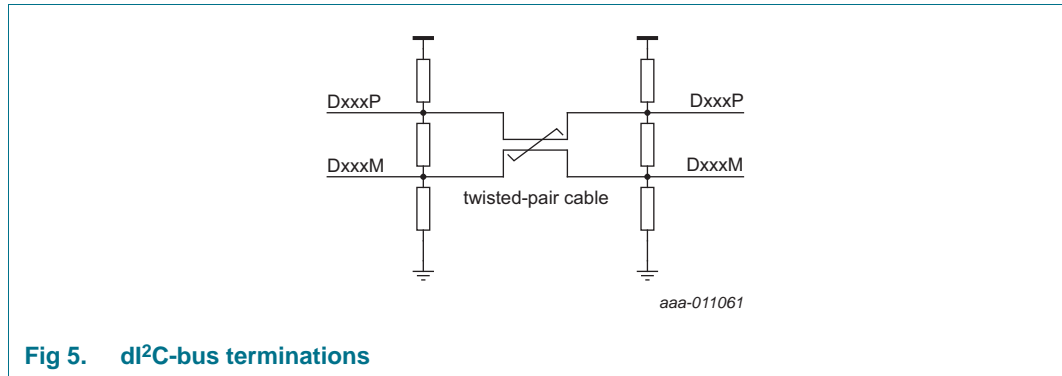 DxxxP DxxxP
DxxxM DxxxM
twisted-pair cable
aaa-011061
Fig 5. dI²C-bus terminations